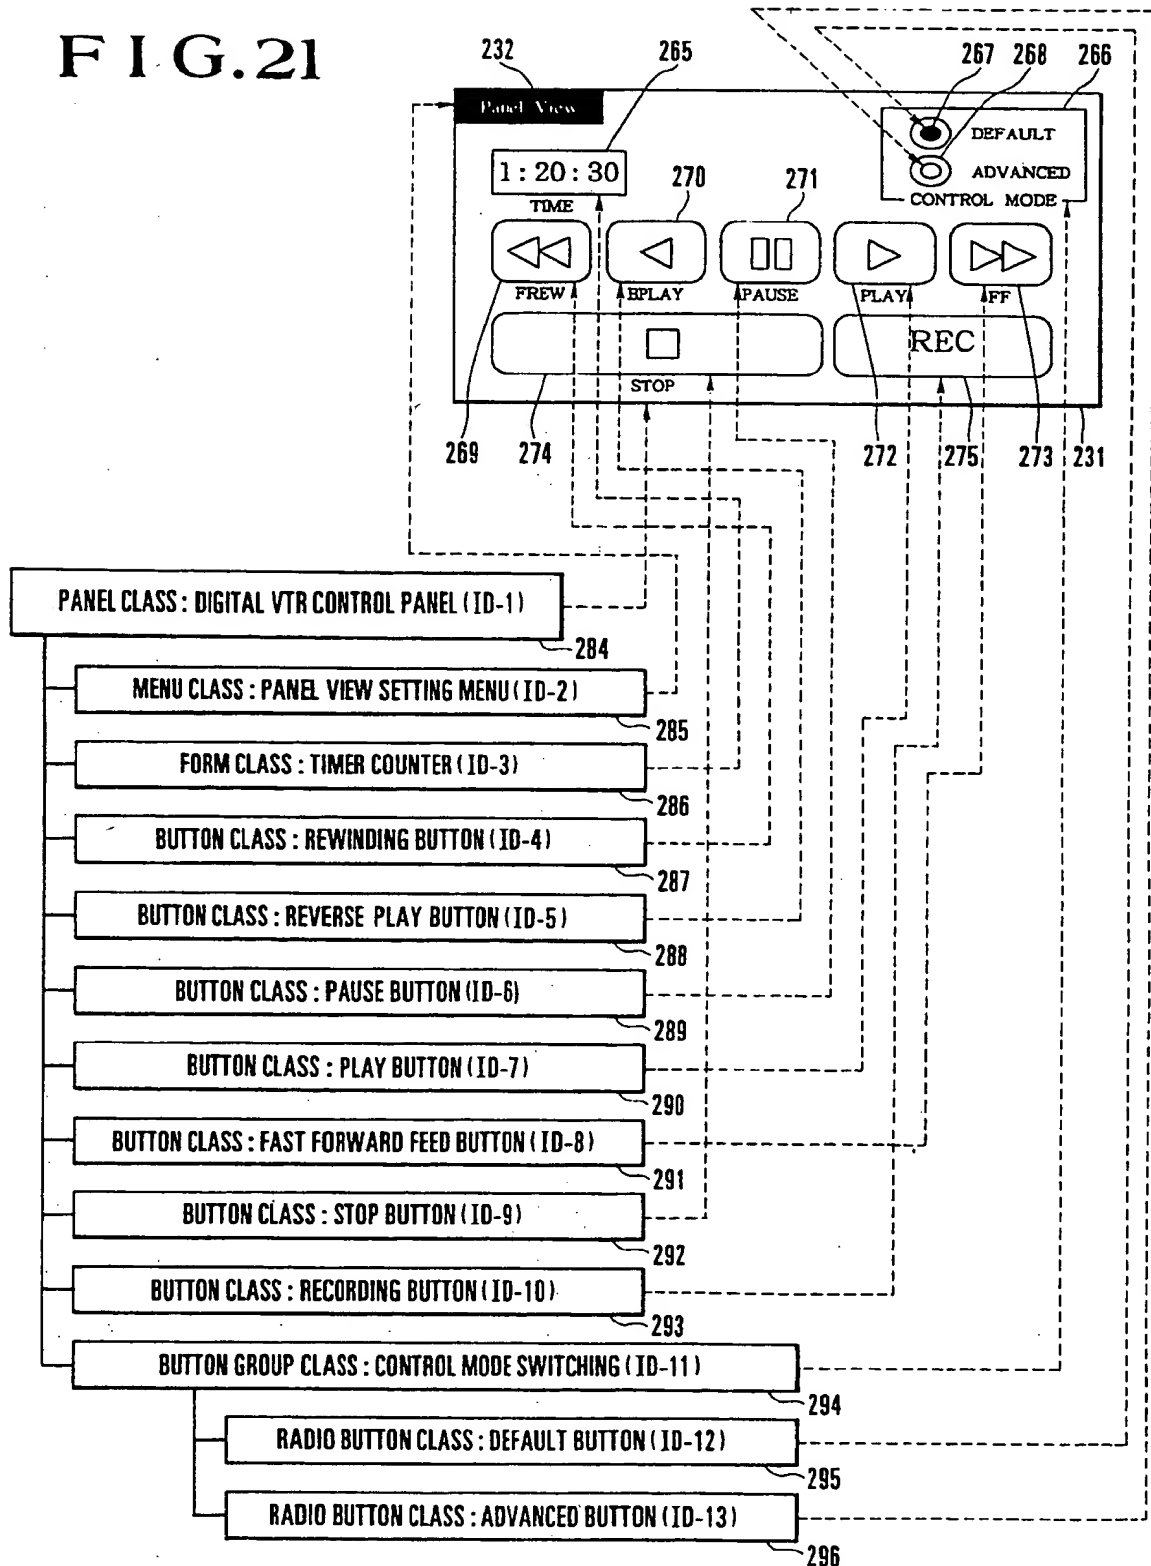 FIG.21
232 265 267 268 266
Panel View
DEFAULT
ADVANCED
CONTROL MODE
1:20:30
TIME
270 271
FREW BPLAY PAUSE PLAY FF
REC
STOP
269 274 272 275 273 231
PANEL CLASS : DIGITAL VTR CONTROL PANEL (ID-1)
284
MENU CLASS : PANEL VIEW SETTING MENU (ID-2)
285
FORM CLASS : TIMER COUNTER (ID-3)
286
BUTTON CLASS : REWINDING BUTTON (ID-4)
287
BUTTON CLASS : REVERSE PLAY BUTTON (ID-5)
288
BUTTON CLASS : PAUSE BUTTON (ID-6)
289
BUTTON CLASS : PLAY BUTTON (ID-7)
290
BUTTON CLASS : FAST FORWARD FEED BUTTON (ID-8)
291
BUTTON CLASS : STOP BUTTON (ID-9)
292
BUTTON CLASS : RECORDING BUTTON (ID-10)
293
BUTTON GROUP CLASS : CONTROL MODE SWITCHING (ID-11)
294
RADIO BUTTON CLASS : DEFAULT BUTTON (ID-12)
295
RADIO BUTTON CLASS : ADVANCED BUTTON (ID-13)
296